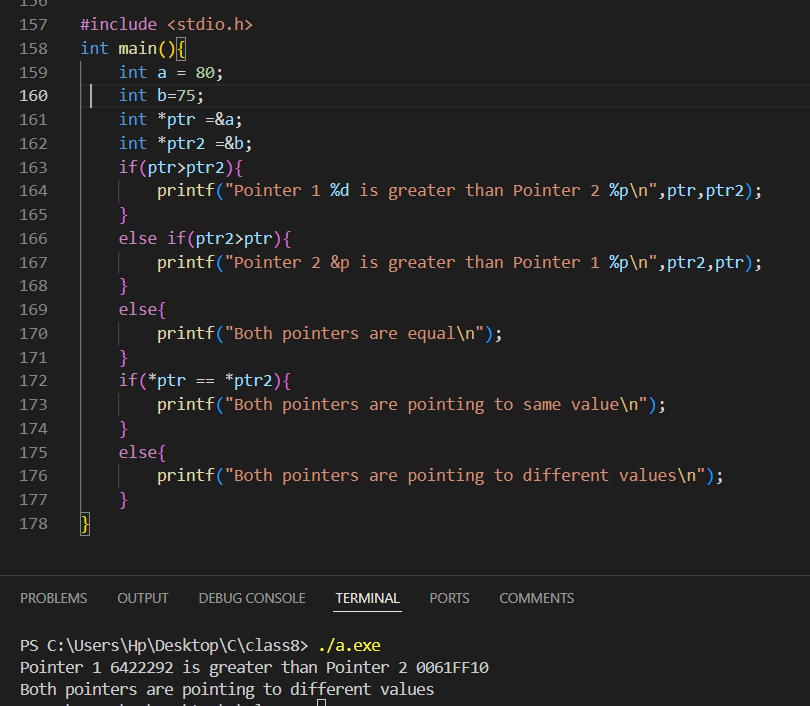 156
157 #include <stdio.h>
158 int main(){
159     int a = 80;
160     int b=75;
161     int *ptr =&a;
162     int *ptr2 =&b;
163     if(ptr>ptr2){
164         printf("Pointer 1 %d is greater than Pointer 2 %p\n",ptr,ptr2);
165     }
166     else if(ptr2>ptr){
167         printf("Pointer 2 &p is greater than Pointer 1 %p\n",ptr2,ptr);
168     }
169     else{
170         printf("Both pointers are equal\n");
171     }
172     if(*ptr == *ptr2){
173         printf("Both pointers are pointing to same value\n");
174     }
175     else{
176         printf("Both pointers are pointing to different values\n");
177     }
178 }
PROBLEMS OUTPUT DEBUG CONSOLE TERMINAL PORTS COMMENTS
PS C:\Users\Hp\Desktop\C\class8> ./a.exe
Pointer 1 6422292 is greater than Pointer 2 0061FF10
Both pointers are pointing to different values